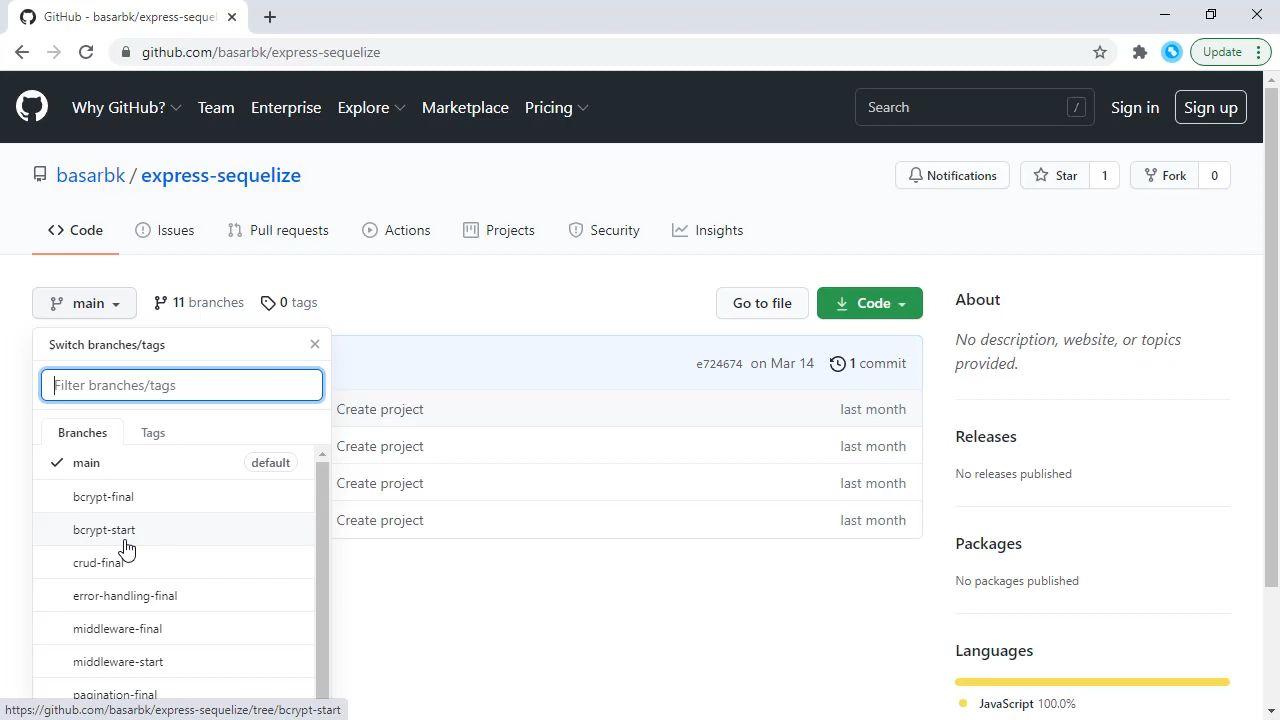 GitHub - basarbk/express-seque
github.com/basarbk/express-sequelize
Update
Why GitHub?
Team
Enterprise
Explore
Marketplace
Pricing
Search
/
Sign in
Sign up
basarbk / express-sequelize
Notifications
Star
1
Fork
0
Code
Issues
Pull requests
Actions
Projects
Security
Insights
main
11 branches
0 tags
Go to file
Code
Switch branches/tags
Filter branches/tags
Branches
Tags
main
default
bcrypt-final
bcrypt-start
crud-final
error-handling-final
middleware-final
middleware-start
pagination-final
e724674 on Mar 14
1 commit
Create project
last month
Create project
last month
Create project
last month
Create project
last month
About
No description, website, or topics
provided.
Releases
No releases published
Packages
No packages published
Languages
JavaScript 100.0%
https://github.com/basarbk/express-sequelize/tree/bcrypt-start